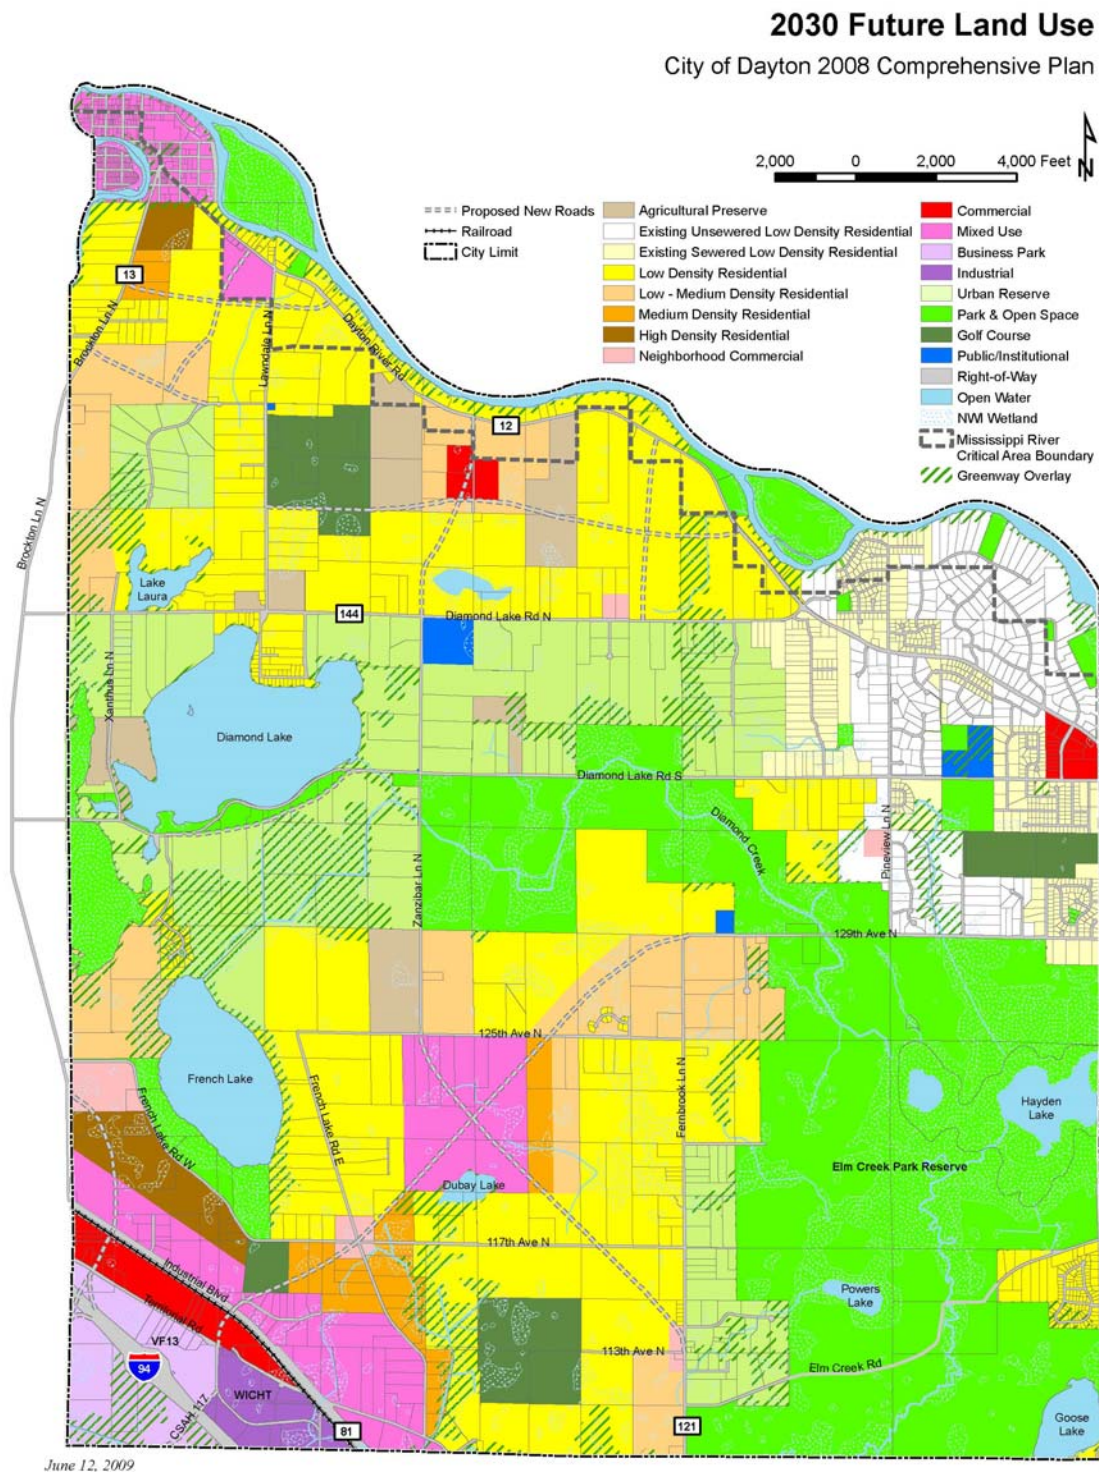 2030 Future Land Use
City of Dayton 2008 Comprehensive Plan
N
2,000 0 2,000 4,000 Feet
Proposed New Roads
Railroad
City Limit
Agricultural Preserve
Existing Unsewered Low Density Residential
Existing Sewered Low Density Residential
Low Density Residential
Low - Medium Density Residential
Medium Density Residential
High Density Residential
Neighborhood Commercial
Commercial
Mixed Use
Business Park
Industrial
Urban Reserve
Park & Open Space
Golf Course
Public/Institutional
Right-of-Way
Open Water
NWI Wetland
Mississippi River
Critical Area Boundary
Greenway Overlay
13
Brockton Ln N
Lawndale Ln N
Dayton River Rd
12
Brockton Ln N
Lake
Laura
144
Diamond Lake Rd N
Xanthus Ln N
Diamond Lake
Diamond Lake Rd S
Diamond Creek
Pineview Ln N
Zanzibar Ln N
129th Ave N
125th Ave N
French Lake
French Lake Rd W
French Lake Rd E
Fernbrook Ln N
Hayden
Lake
Elm Creek Park Reserve
Dubay Lake
117th Ave N
Industrial Blvd
Territorial Rd
Powers
Lake
VF13
94
113th Ave N
Elm Creek Rd
WICHT
CSAH 117
81
121
Goose
Lake
June 12, 2009